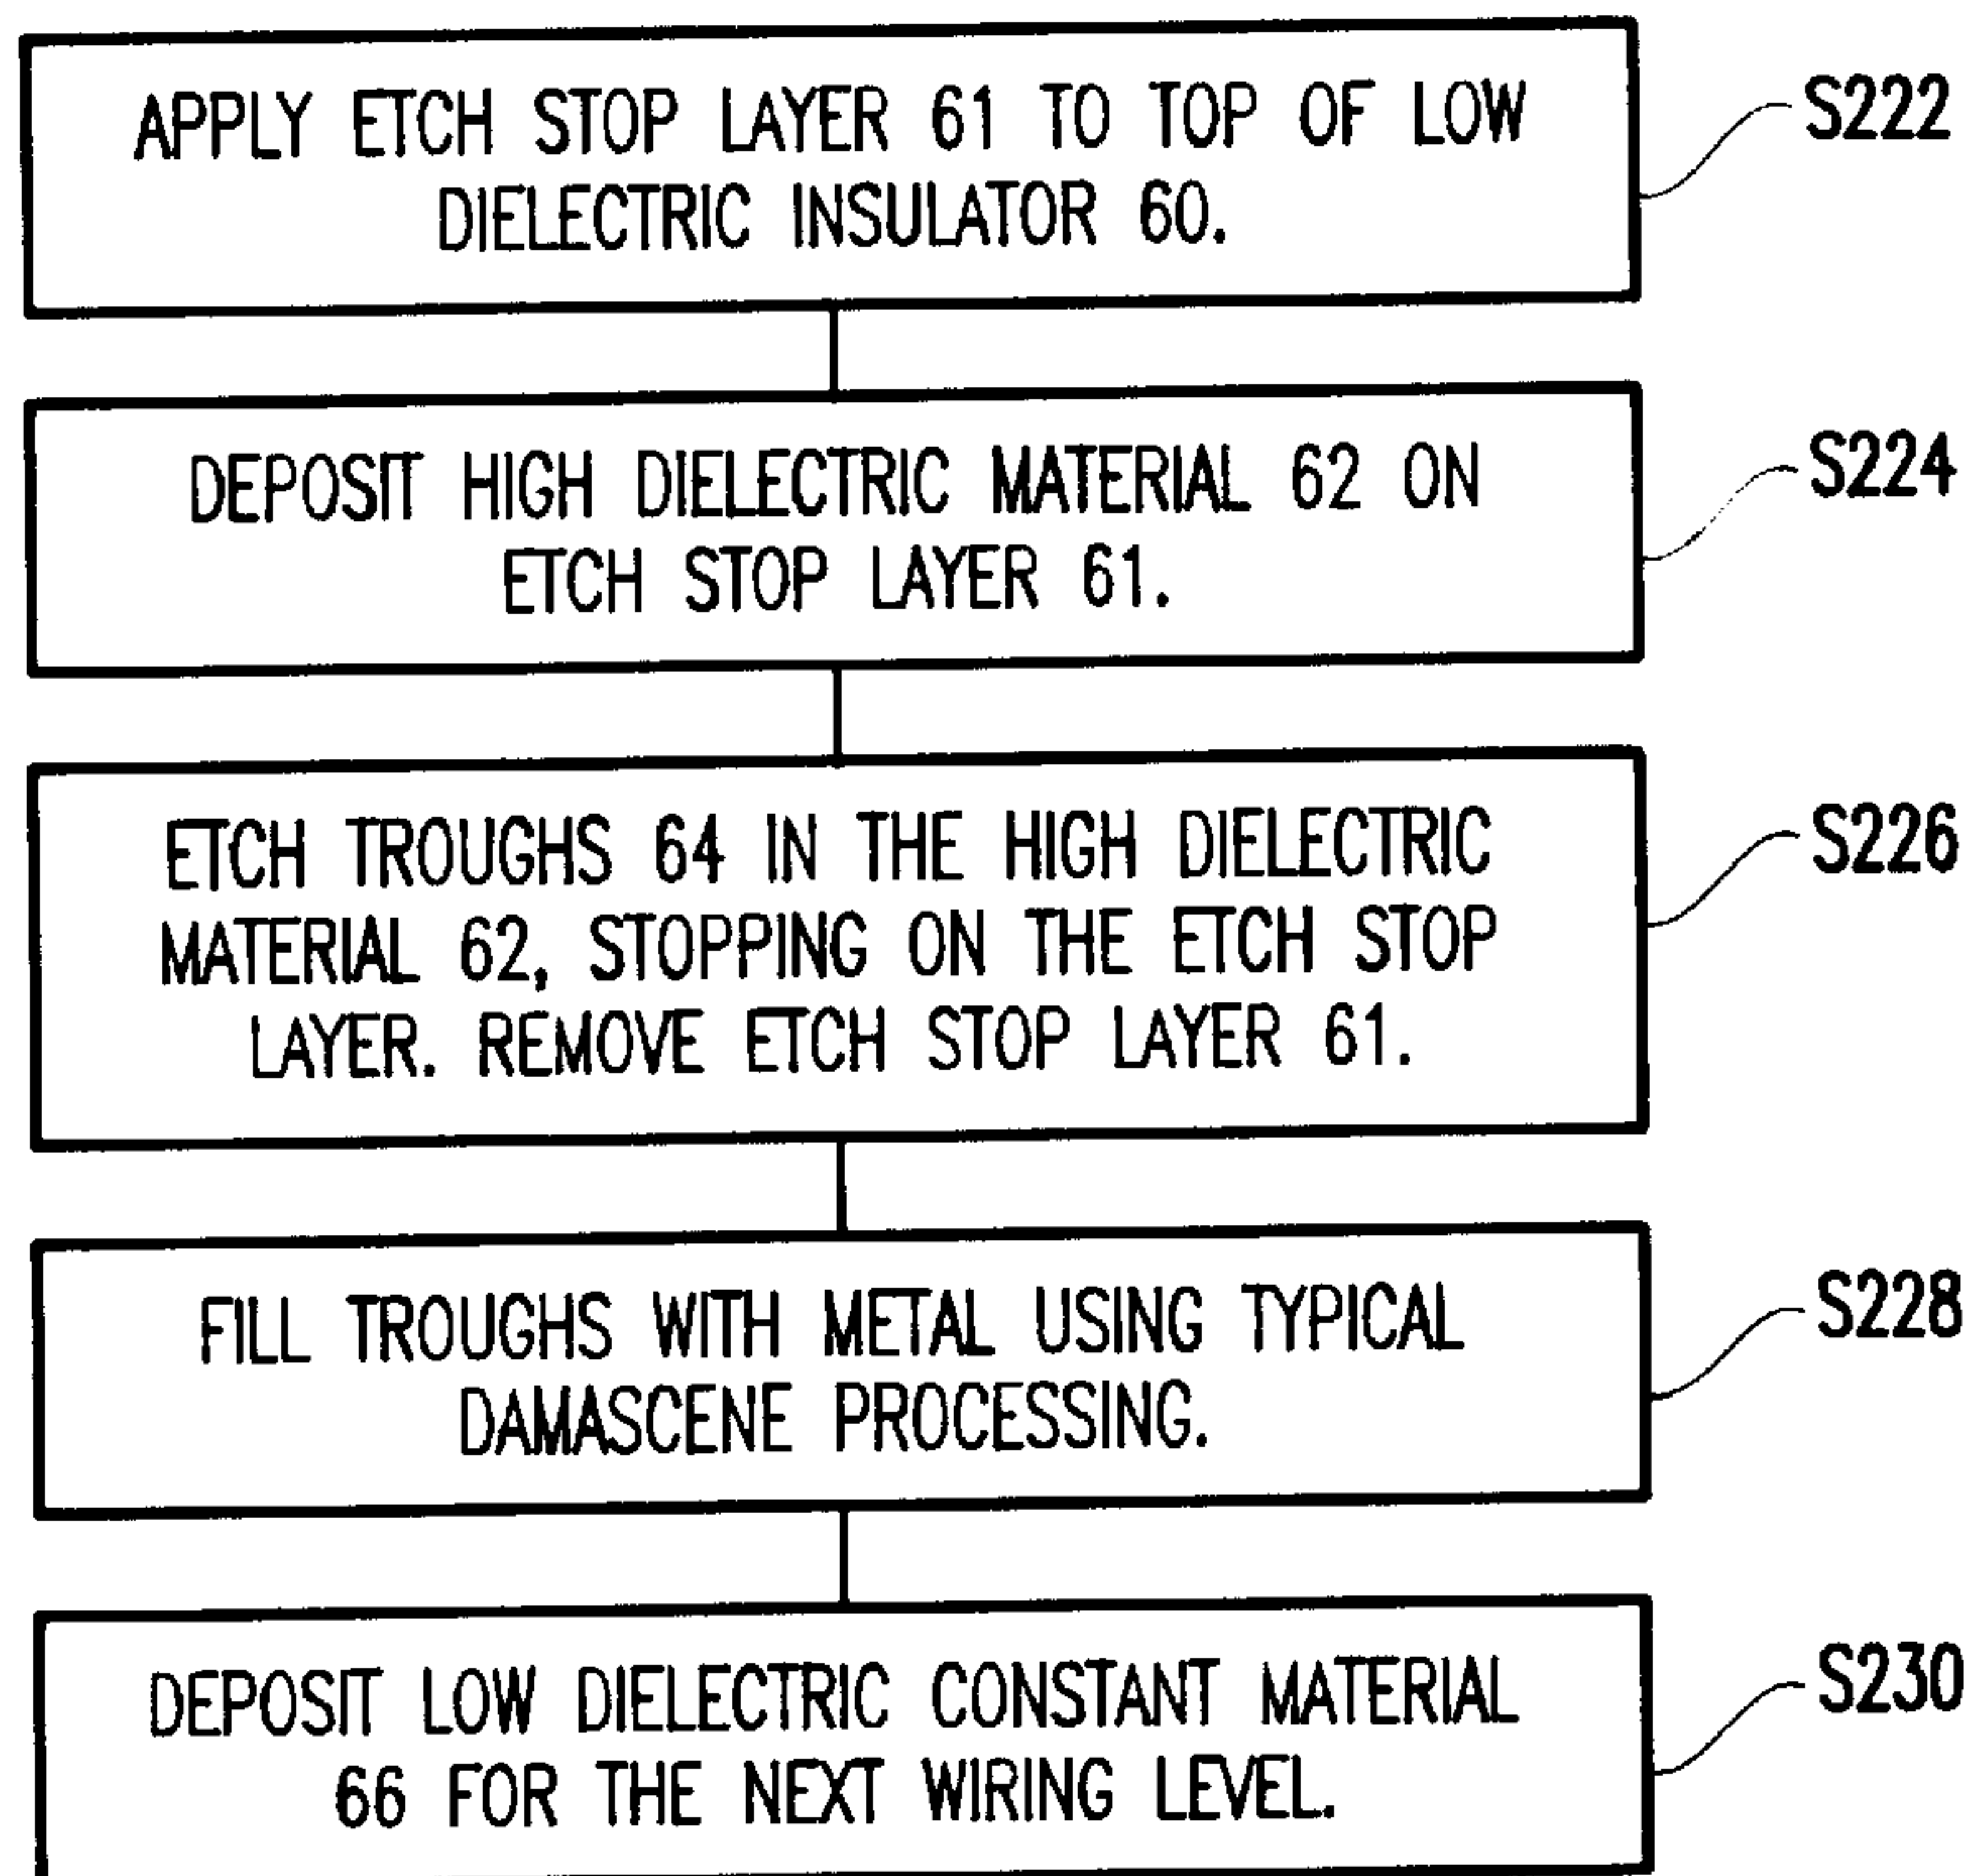 APPLY ETCH STOP LAYER 61 TO TOP OF LOW
DIELECTRIC INSULATOR 60.
S222
DEPOSIT HIGH DIELECTRIC MATERIAL 62 ON
ETCH STOP LAYER 61.
S224
ETCH TROUGHS 64 IN THE HIGH DIELECTRIC
MATERIAL 62, STOPPING ON THE ETCH STOP
LAYER. REMOVE ETCH STOP LAYER 61.
S226
FILL TROUGHS WITH METAL USING TYPICAL
DAMASCENE PROCESSING.
S228
DEPOSIT LOW DIELECTRIC CONSTANT MATERIAL
66 FOR THE NEXT WIRING LEVEL.
S230